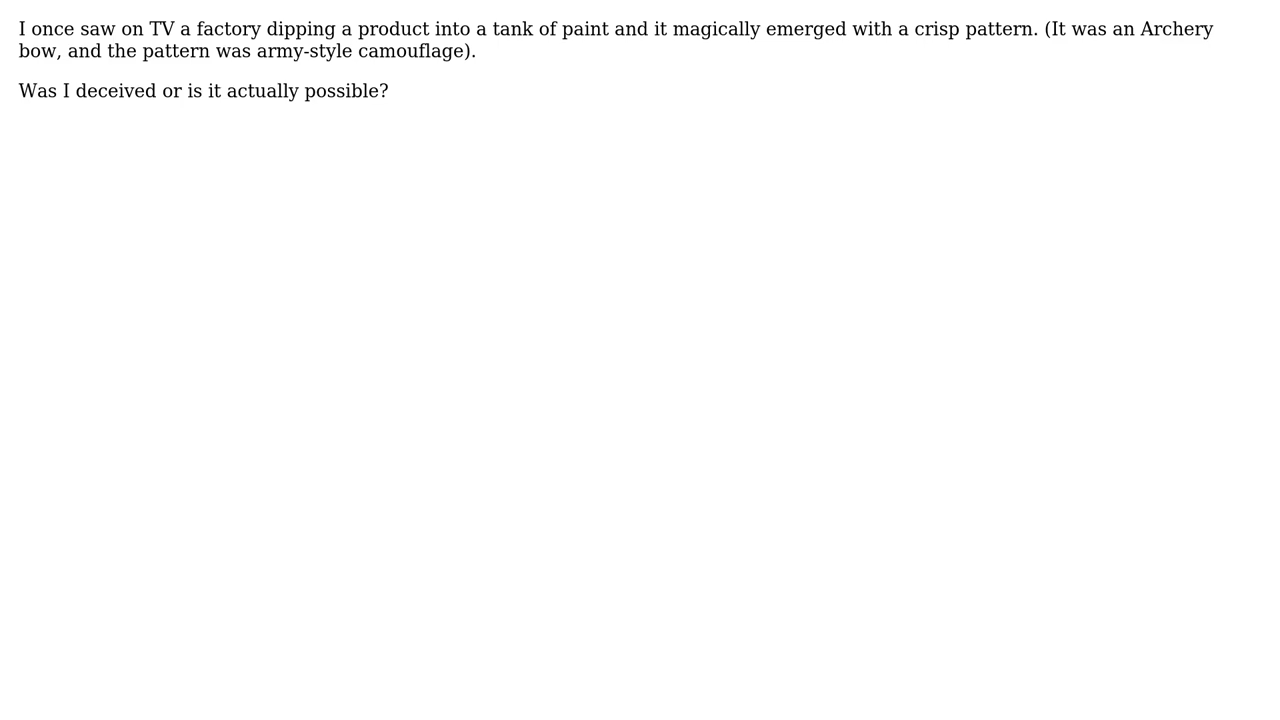 I once saw on TV a factory dipping a product into a tank of paint and it magically emerged with a crisp pattern. (It was an Archery
bow, and the pattern was army-style camouflage).
Was I deceived or is it actually possible?